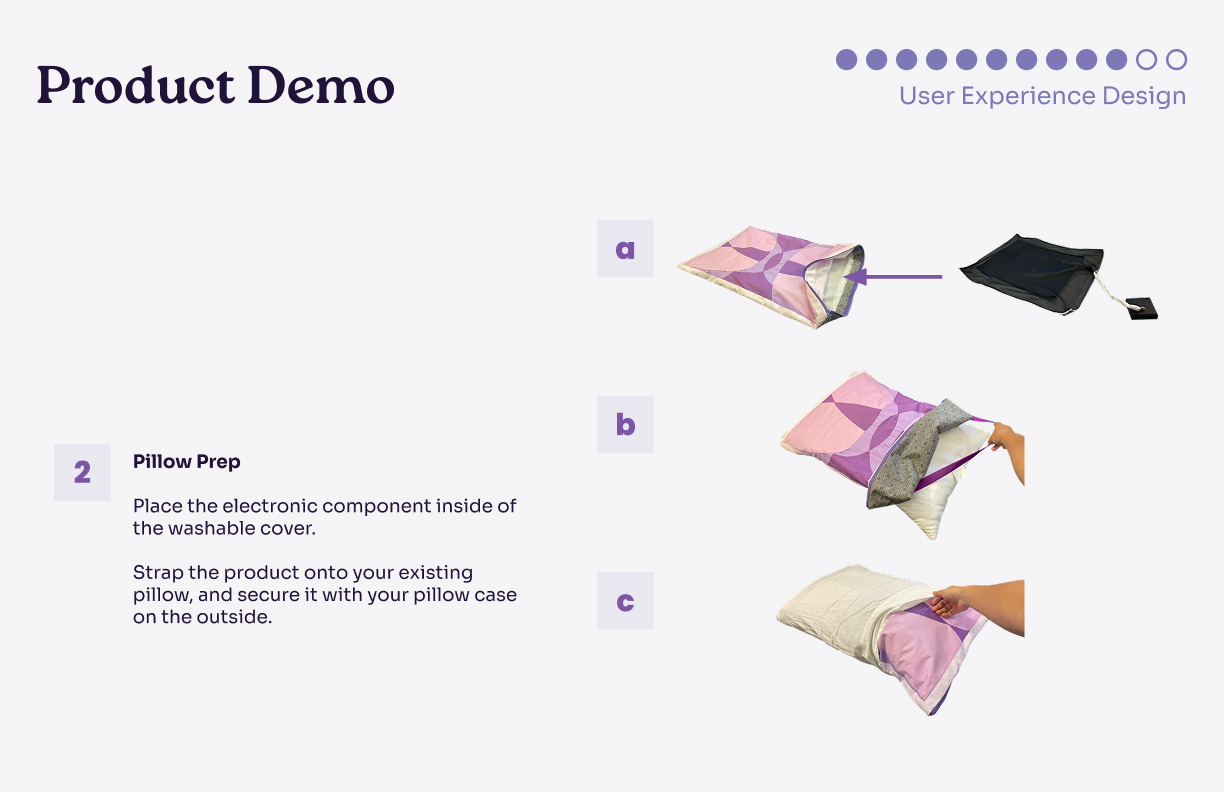 Product Demo
User Experience Design
a
b
2
Pillow Prep
Place the electronic component inside of
the washable cover.
Strap the product onto your existing
pillow, and secure it with your pillow case
on the outside.
c